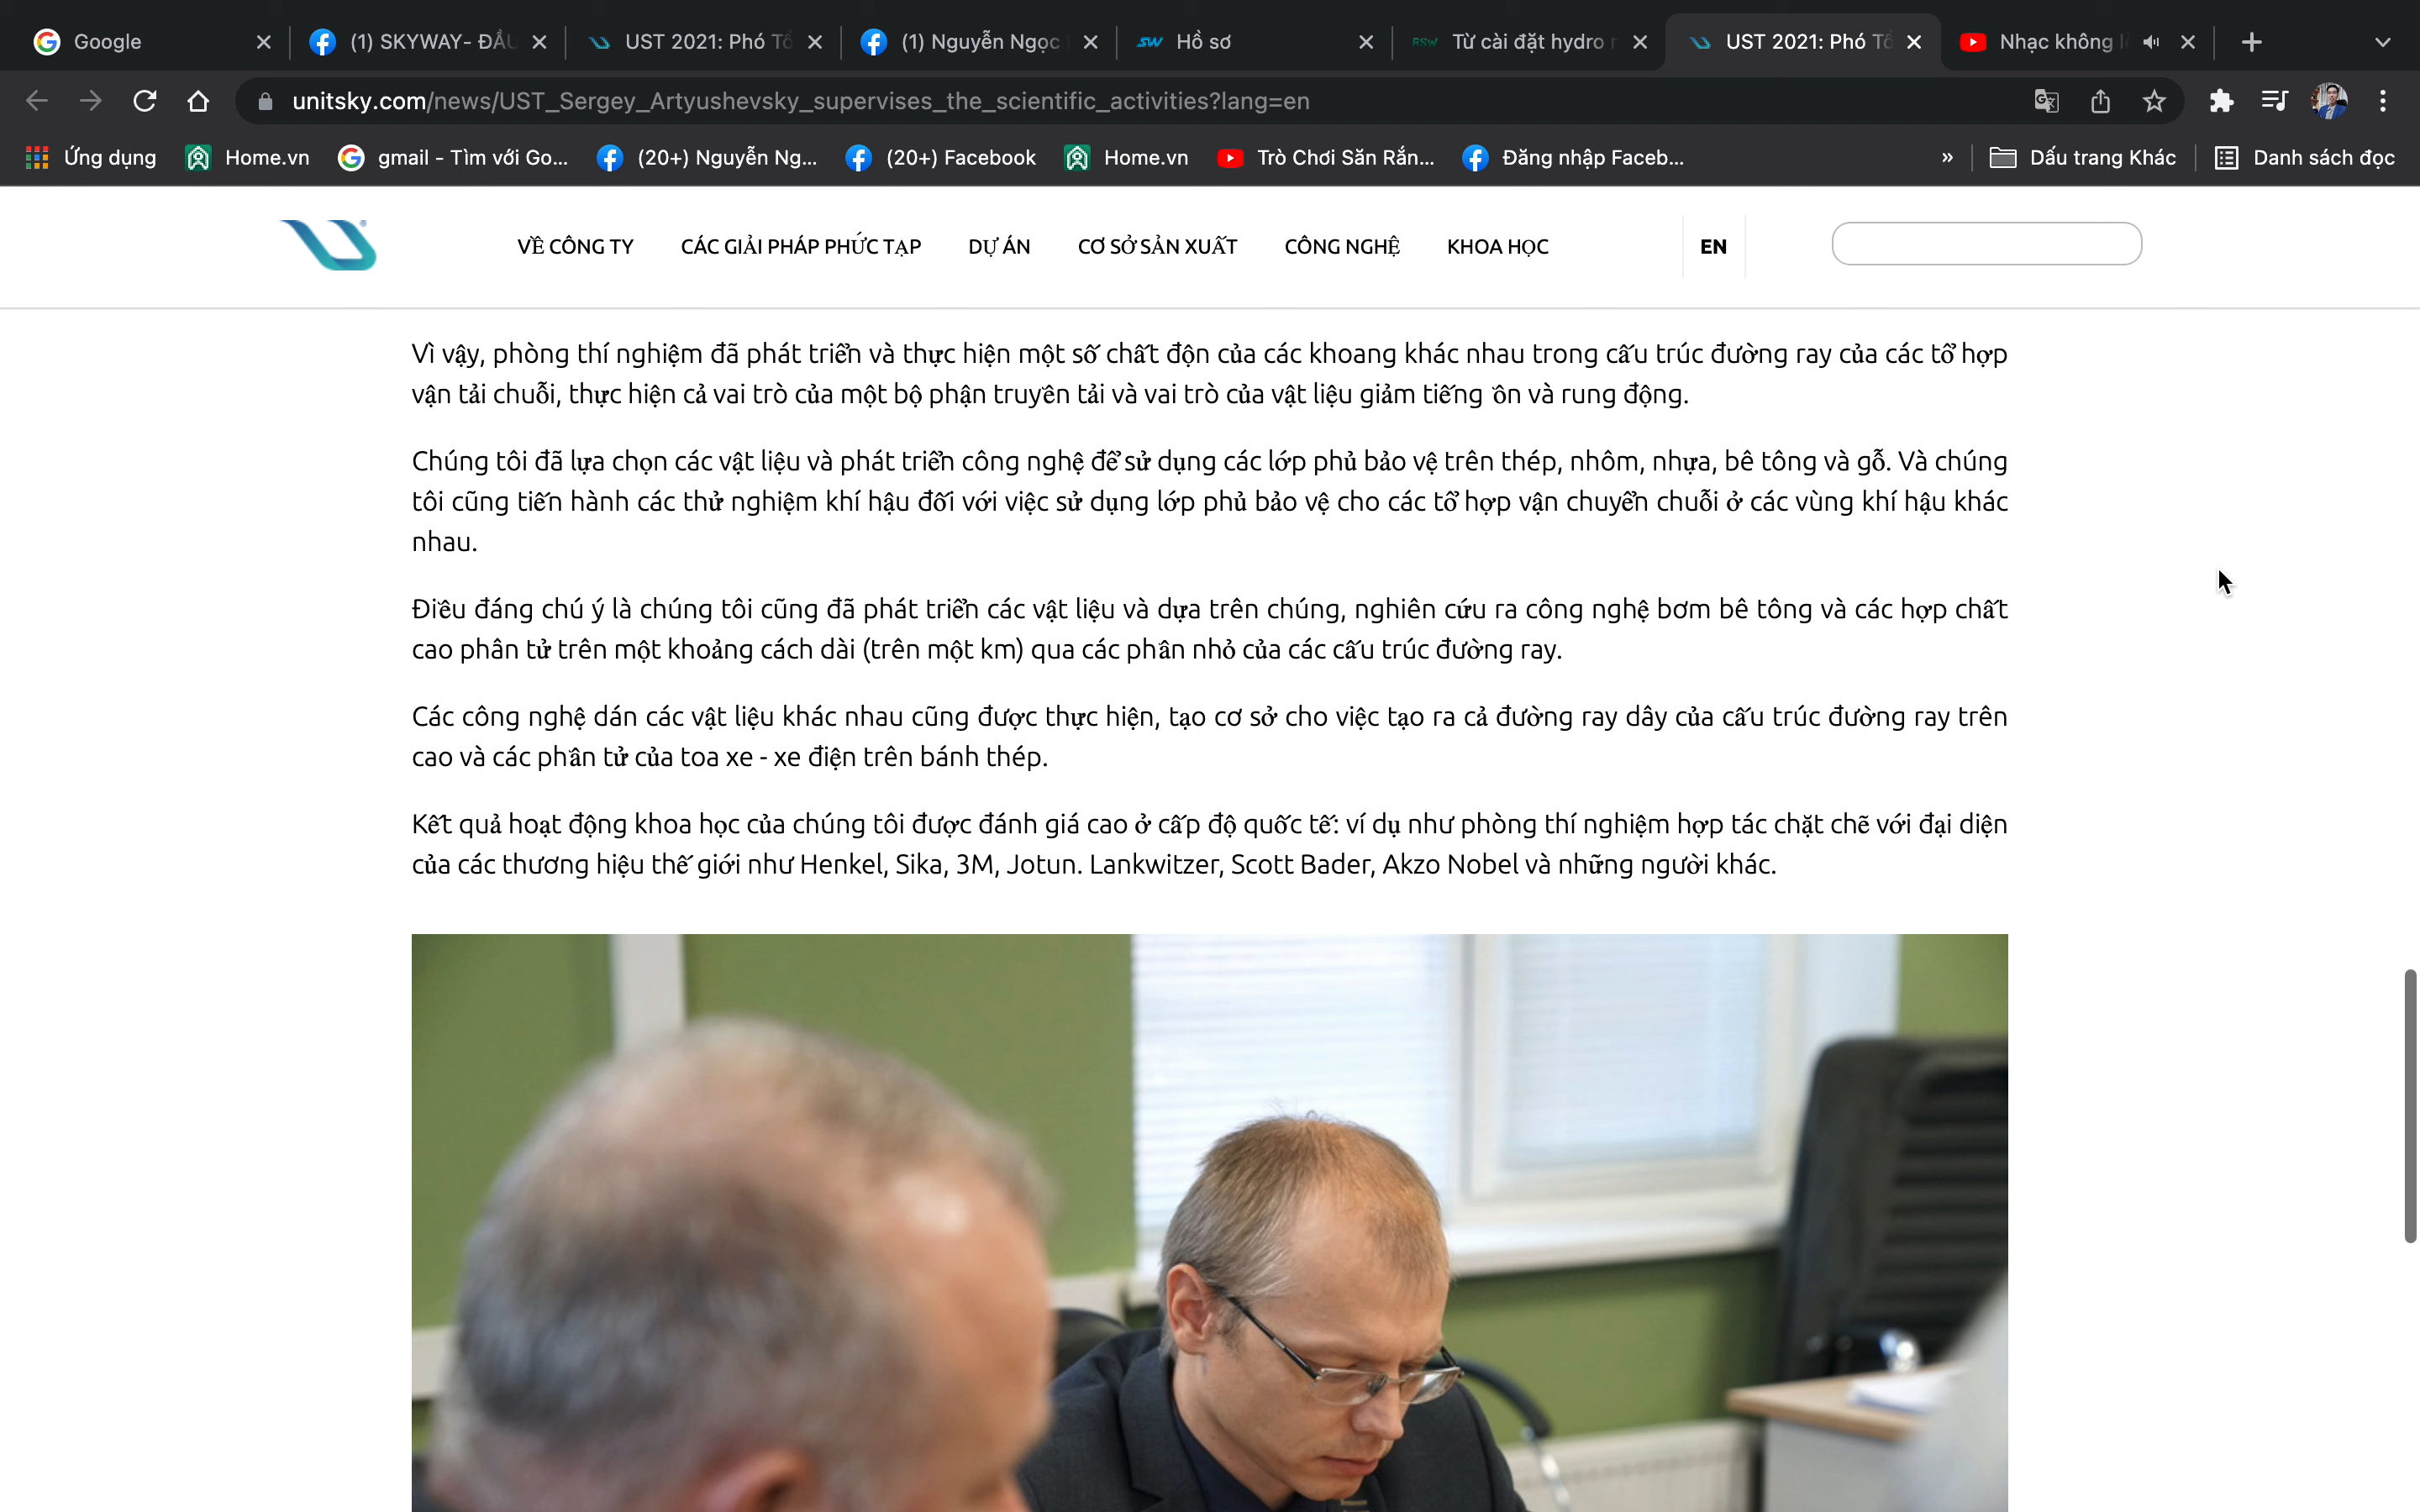 Google
(1) SKYWAY- ĐẦU
UST 2021: Phó Tổ
(1) Nguyễn Ngọc
SW Hồ sơ
RSW Từ cài đặt hydro
UST 2021: Phó Tổ
Nhạc không
unitsky.com/news/UST_Sergey_Artyushevsky_supervises_the_scientific_activities?lang=en
Ứng dụng
Home.vn
gmail - Tìm với Go...
(20+) Nguyễn Ng...
(20+) Facebook
Home.vn
Trò Chơi Săn Rắn...
Đăng nhập Faceb...
»
Dấu trang Khác
Danh sách đọc
VỀ CÔNG TY
CÁC GIẢI PHÁP PHỨC TẠP
DỰ ÁN
CƠ SỞ SẢN XUẤT
CÔNG NGHỆ
KHOA HỌC
EN
Vì vậy, phòng thí nghiệm đã phát triển và thực hiện một số chất độn của các khoang khác nhau trong cấu trúc đường ray của các tổ hợp
vận tải chuỗi, thực hiện cả vai trò của một bộ phận truyền tải và vai trò của vật liệu giảm tiếng ồn và rung động.
Chúng tôi đã lựa chọn các vật liệu và phát triển công nghệ để sử dụng các lớp phủ bảo vệ trên thép, nhôm, nhựa, bê tông và gỗ. Và chúng
tôi cũng tiến hành các thử nghiệm khí hậu đối với việc sử dụng lớp phủ bảo vệ cho các tổ hợp vận chuyển chuỗi ở các vùng khí hậu khác
nhau.
Điều đáng chú ý là chúng tôi cũng đã phát triển các vật liệu và dựa trên chúng, nghiên cứu ra công nghệ bơm bê tông và các hợp chất
cao phân tử trên một khoảng cách dài (trên một km) qua các phần nhỏ của các cấu trúc đường ray.
Các công nghệ dán các vật liệu khác nhau cũng được thực hiện, tạo cơ sở cho việc tạo ra cả đường ray dây của cấu trúc đường ray trên
cao và các phần tử của toa xe - xe điện trên bánh thép.
Kết quả hoạt động khoa học của chúng tôi được đánh giá cao ở cấp độ quốc tế: ví dụ như phòng thí nghiệm hợp tác chặt chẽ với đại diện
của các thương hiệu thế giới như Henkel, Sika, 3M, Jotun. Lankwitzer, Scott Bader, Akzo Nobel và những người khác.